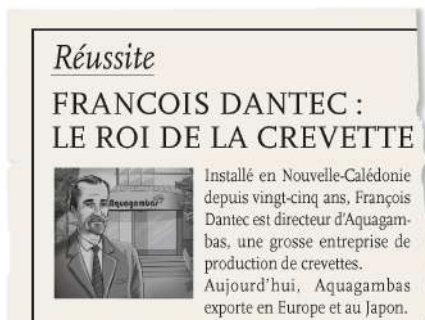 Réussite
FRANCOIS DANTEC :
LE ROI DE LA CREVETTE
Aquagambas
Installé en Nouvelle-Calédonie
depuis vingt-cinq ans, François
Dantec est directeur d'Aquagam-
bas, une grosse entreprise de
production de crevettes.
Aujourd'hui, Aquagambas
exporte en Europe et au Japon.